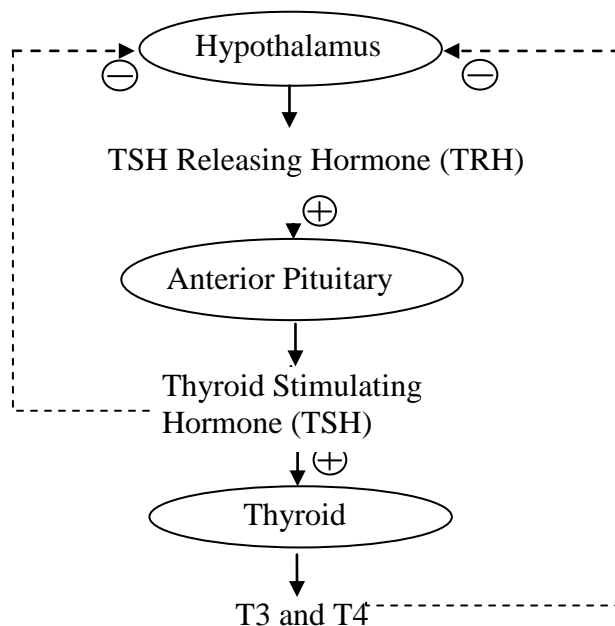 Hypothalamus
TSH Releasing Hormone (TRH)
Anterior Pituitary
Thyroid Stimulating
Hormone (TSH)
Thyroid
T3 and T4